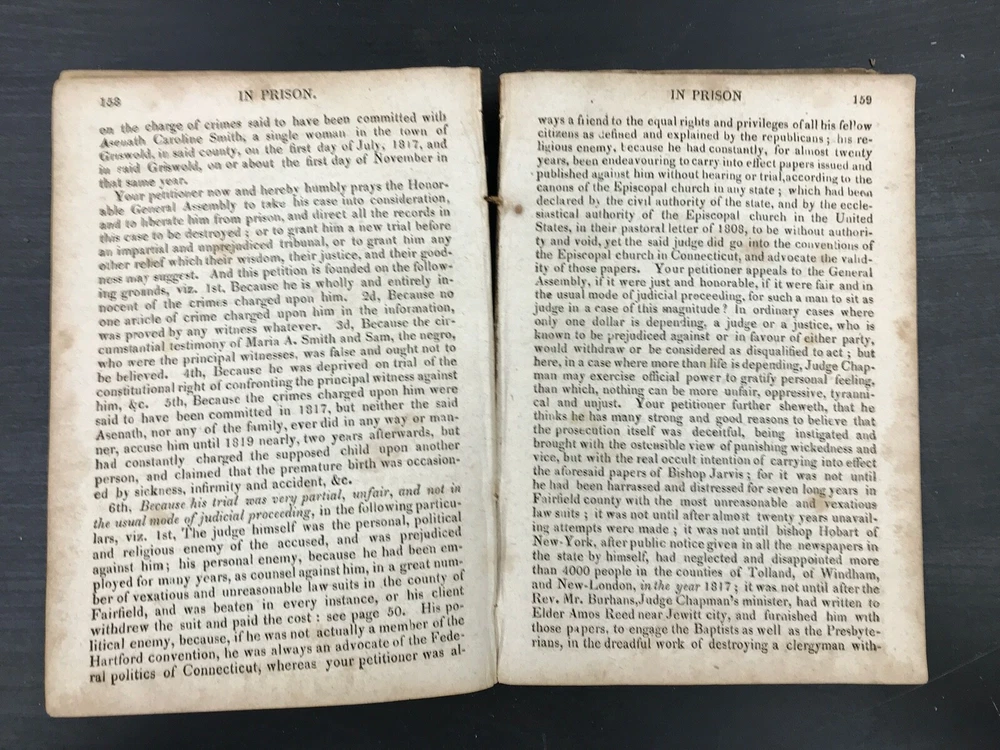 158
IN PRISON.
on the charge of crimes said to have been committed with
Asenath Caroline Smith, a single woman in the town of
Griswold, in said county, on the first day of July, 1817, and
in said Griswold, on or about the first day of November in
that same year.
Your petitioner now and hereby humbly prays the Honor-
able General Assembly to take his case into consideration,
and to liberate him from prison, and direct all the records in
this case to be destroyed ; or to grant him a new trial before
an impartial and unprejudiced tribunal, or to grant him any
other relief which their wisdom, their justice, and their good-
ness may suggest. And this petition is founded on the follow-
ing grounds, viz. 1st, Because he is wholly and entirely in-
nocent of the crimes charged upon him. 2d, Because no
one article of crime charged upon him in the information,
was proved by any witness whatever. 3d, Because the cir-
cumstantial testimony of Maria A. Smith and Sam, the negro,
who were the principal witnesses, was false and ought not to
be believed. 4th, Because he was deprived on trial of the
constitutional right of confronting the principal witness against
him, &c. 5th, Because the crimes charged upon him were
said to have been committed in 1817, but neither the said
Asenath, nor any of the family, ever did in any way or man-
ner, accuse him until 1819 nearly, two years afterwards, but
had constantly charged the supposed child upon another
person, and claimed that the premature birth was occasion-
ed by sickness, infirmity and accident, &c.
6th, Because his trial was very partial, unfair, and not in
the usual mode of judicial proceeding, in the following particu-
lars, viz. 1st, The judge himself was the personal, political
and religious enemy of the accused, and was prejudiced
against him; his personal enemy, because he had been em-
ployed for many years, as counsel against him, in a great num-
ber of vexatious and unreasonable law suits in the county of
Fairfield, and was beaten in every instance, or his client
withdrew the suit and paid the cost : see page 50. His po-
litical enemy, because, if he was not actually a member of the
Hartford convention, he was always an advocate of the Fede-
ral politics of Connecticut, whereas your petitioner was al-
IN PRISON
159
ways a friend to the equal rights and privileges of all his fellow
citizens as defined and explained by the republicans ; his re-
ligious enemy, because he had constantly, for almost twenty
years, been endeavouring to carry into effect papers issued and
published against him without hearing or trial, according to the
canons of the Episcopal church in any state ; which had been
declared by the civil authority of the state, and by the eccle-
siastical authority of the Episcopal church in the United
States, in their pastoral letter of 1808, to be without authori-
ty and void, yet the said judge did go into the conventions of
the Episcopal church in Connecticut, and advocate the valid-
ity of those papers. Your petitioner appeals to the General
Assembly, if it were just and honorable, if it were fair and in
the usual mode of judicial proceeding, for such a man to sit as
judge in a case of this magnitude? In ordinary cases where
only one dollar is depending, a judge or a justice, who is
known to be prejudiced against or in favour of either party,
would withdraw or be considered as disqualified to act ; but
here, in a case where more than life is depending, Judge Chap-
man may exercise official power to gratify personal feeling,
than which, nothing can be more unfair, oppressive, tyranni-
cal and unjust. Your petitioner further sheweth, that he
thinks he has many strong and good reasons to believe that
the prosecution itself was deceitful, being instigated and
brought with the ostensible view of punishing wickedness and
vice, but with the real occult intention of carrying into effect
the aforesaid papers of Bishop Jarvis ; for it was not until
he had been harrassed and distressed for seven long years in
Fairfield county with the most unreasonable and vexatious
law suits ; it was not until after almost twenty years unavail-
ing attempts were made ; it was not until bishop Hobart of
New-York, after public notice given in all the newspapers in
the state by himself, had neglected and disappointed more
than 4000 people in the counties of Tolland, of Windham,
and New-London, in the year 1817 ; it was not until after the
Rev. Mr. Burhans, Judge Chapman's minister, had written to
Elder Amos Reed near Jewitt city, and furnished him with
those papers, to engage the Baptists as well as the Presbyte-
rians, in the dreadful work of destroying a clergyman with-